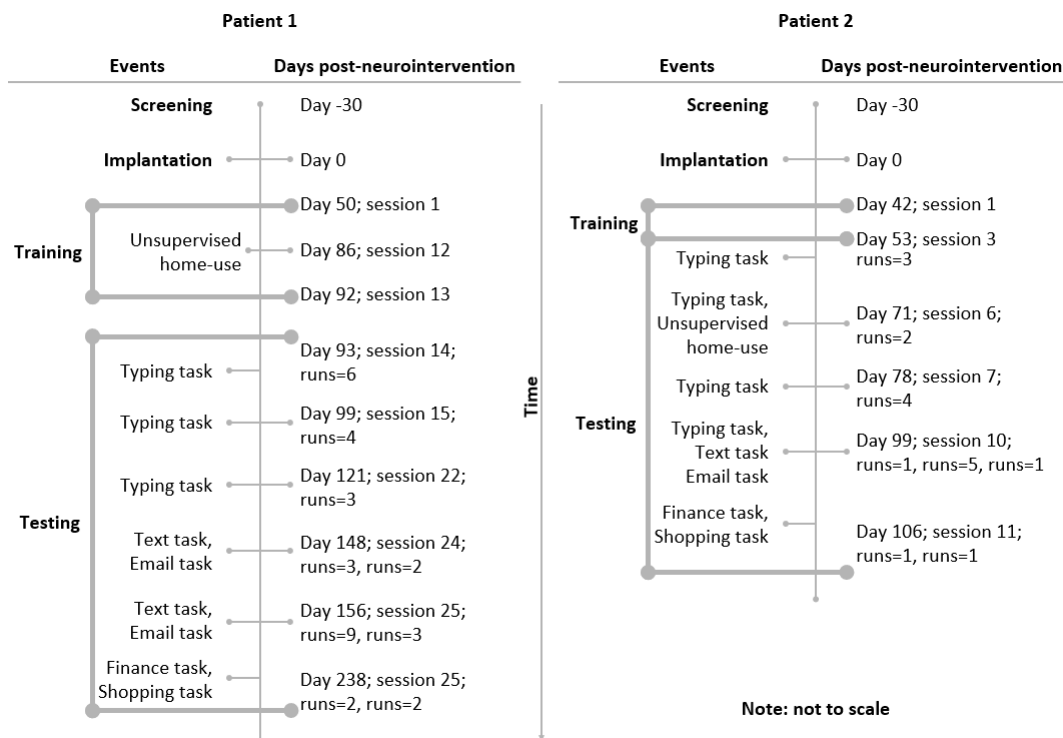 Patient 1
Events
Days post-neurointervention
Screening
Day -30
Implantation
Day 0
Training
Day 50; session 1
Unsupervised
home-use
Day 86; session 12
Day 92; session 13
Testing
Typing task
Day 93; session 14;
runs=6
Typing task
Day 99; session 15;
runs=4
Typing task
Day 121; session 22;
runs=3
Text task,
Email task
Day 148; session 24;
runs=3, runs=2
Text task,
Email task
Day 156; session 25;
runs=9, runs=3
Finance task,
Shopping task
Day 238; session 25;
runs=2, runs=2
Time
Patient 2
Events
Days post-neurointervention
Screening
Day -30
Implantation
Day 0
Training
Day 42; session 1
Day 53; session 3
runs=3
Testing
Typing task
Typing task,
Unsupervised
home-use
Day 71; session 6;
runs=2
Typing task
Day 78; session 7;
runs=4
Typing task,
Text task
Email task
Day 99; session 10;
runs=1, runs=5, runs=1
Finance task,
Shopping task
Day 106; session 11;
runs=1, runs=1
Note: not to scale